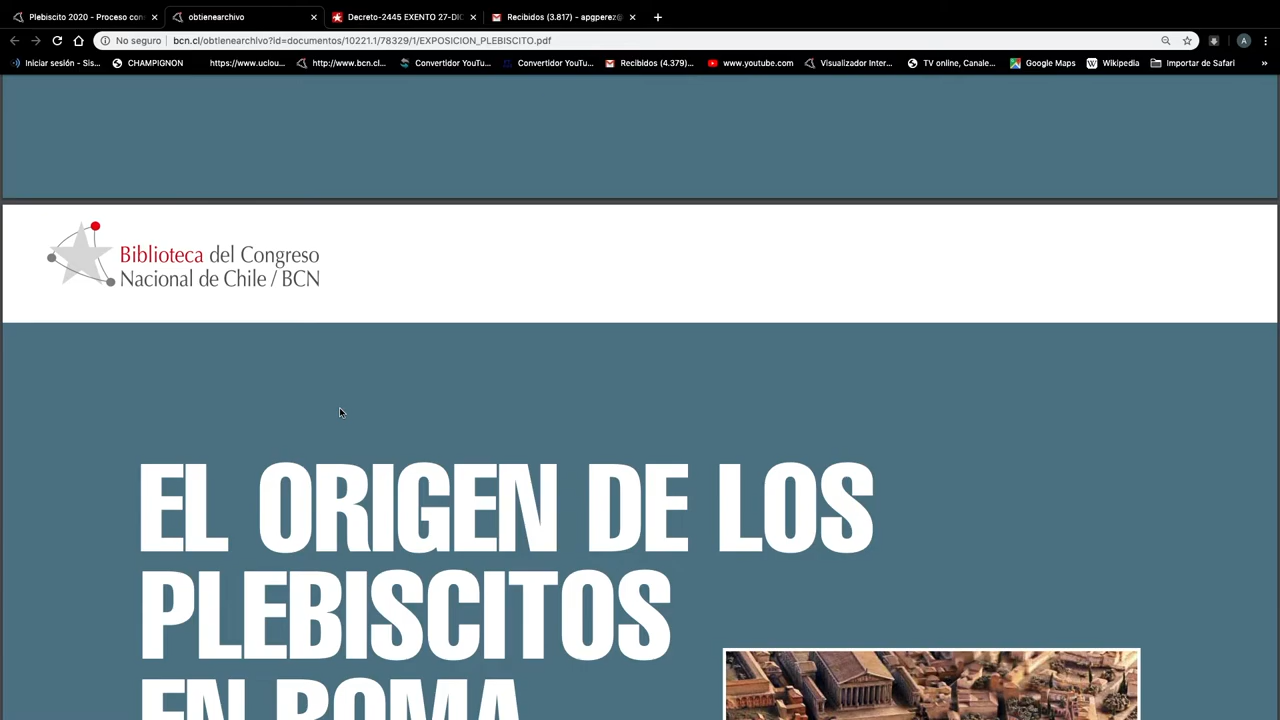 Plebiscito 2020 - Proceso con
obtienearchivo
Decreto-2445 EXENTO 27-DIC
Recibidos (3.817) - apgperez@
No seguro
bcn.cl/obtienearchivo?id=documentos/10221.1/78329/1/EXPOSICION_PLEBISCITO.pdf
A
Iniciar sesión - Sis...
CHAMPIGNON
https://www.uclou...
http://www.bcn.cl...
Convertidor YouTu...
Convertidor YouTu...
Recibidos (4.379)...
www.youtube.com
Visualizador Inter...
TV online, Canale...
Google Maps
W Wikipedia
Importar de Safari
»
Biblioteca del Congreso
Nacional de Chile / BCN
EL ORIGEN DE LOS
PLEBISCITOS
EN ROMA